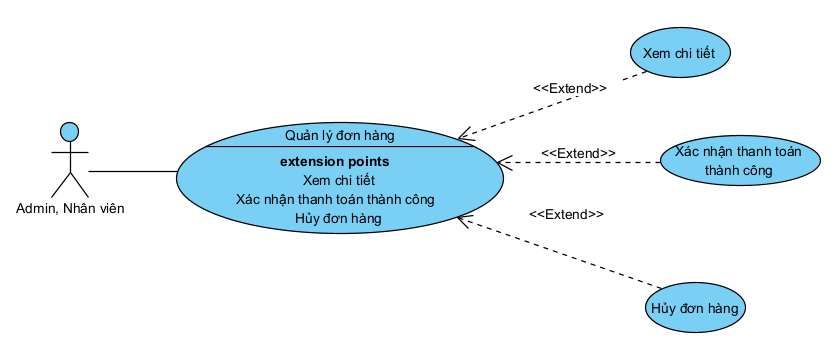 Xem chi tiết
<<Extend>>
Quản lý đơn hàng
extension points
Xem chi tiết
Xác nhận thanh toán thành công
Hủy đơn hàng
<<Extend>>
Xác nhận thanh toán
thành công
Admin, Nhân viên
<<Extend>>
Hủy đơn hàng